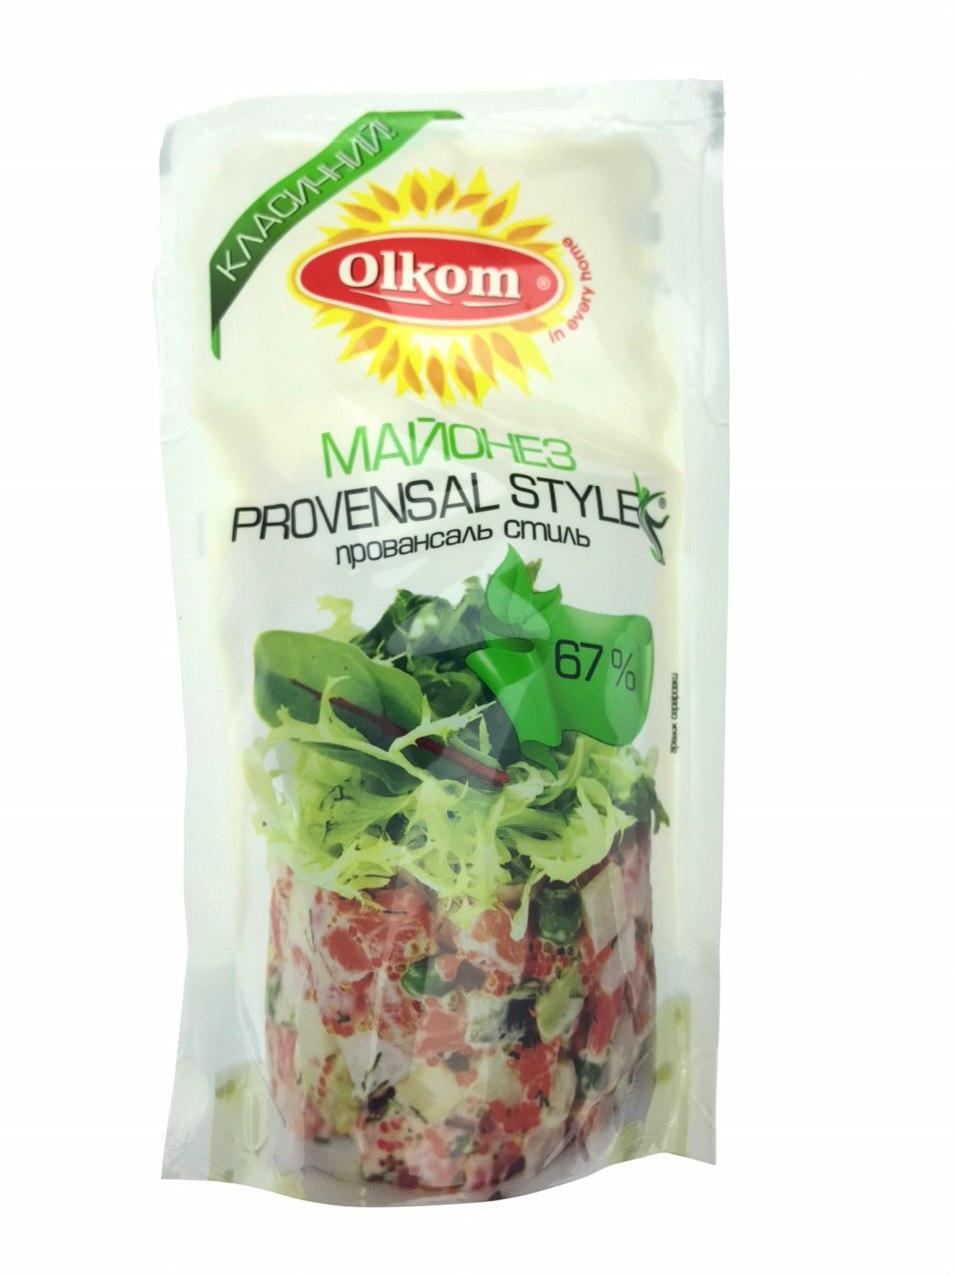 КЛАСИЧНИЙ!
Olkom®
in every home
МАЙОНЕЗ
PROVENSAL STYLE
провансаль стиль
67 %